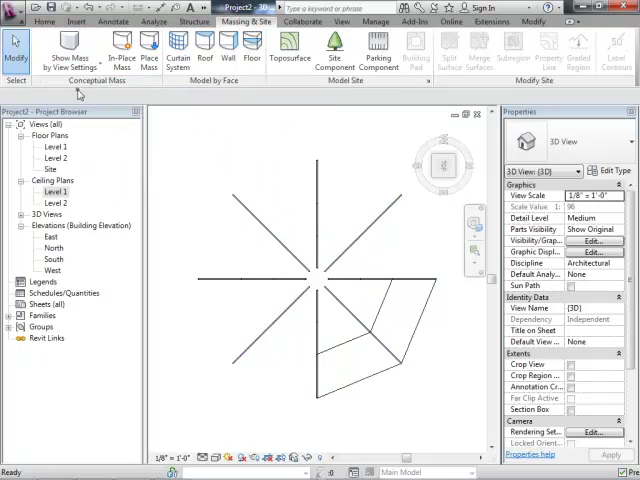 Project2 - 3D
Type a keyword or phrase
Sign In
Home Insert Annotate Analyze Structure Massing & Site Collaborate View Manage Add-Ins Online Extensions Modify
Modify
Show Mass by View Settings
In-Place Mass
Place Mass
Curtain System
Roof
Wall
Floor
Toposurface
Site Component
Parking Component
Building Pad
Split Surface
Merge Surfaces
Subregion
Property Line
Graded Region
Label Contours
Select
Conceptual Mass
Model by Face
Model Site
Modify Site
Project2 - Project Browser
Views (all)
Floor Plans
Level 1
Level 2
Site
Ceiling Plans
Level 1
Level 2
3D Views
Elevations (Building Elevation)
East
North
South
West
Legends
Schedules/Quantities
Sheets (all)
Families
Groups
Revit Links
Properties
3D View
3D View: {3D}
Edit Type
Graphics
View Scale 1/8" = 1'-0"
Scale Value 1: 96
Detail Level Medium
Parts Visibility Show Original
Visibility/Grap... Edit...
Graphic Displ... Edit...
Discipline Architectural
Default Analy... None
Sun Path
Identity Data
View Name {3D}
Dependency Independent
Title on Sheet
Default View ... None
Extents
Crop View
Crop Region ...
Annotation Cr...
Far Clip Active
Section Box
Camera
Rendering Set... Edit...
Locked Orient...
Properties help
Apply
1/8" = 1'-0"
Ready
:0
Main Model
Pre